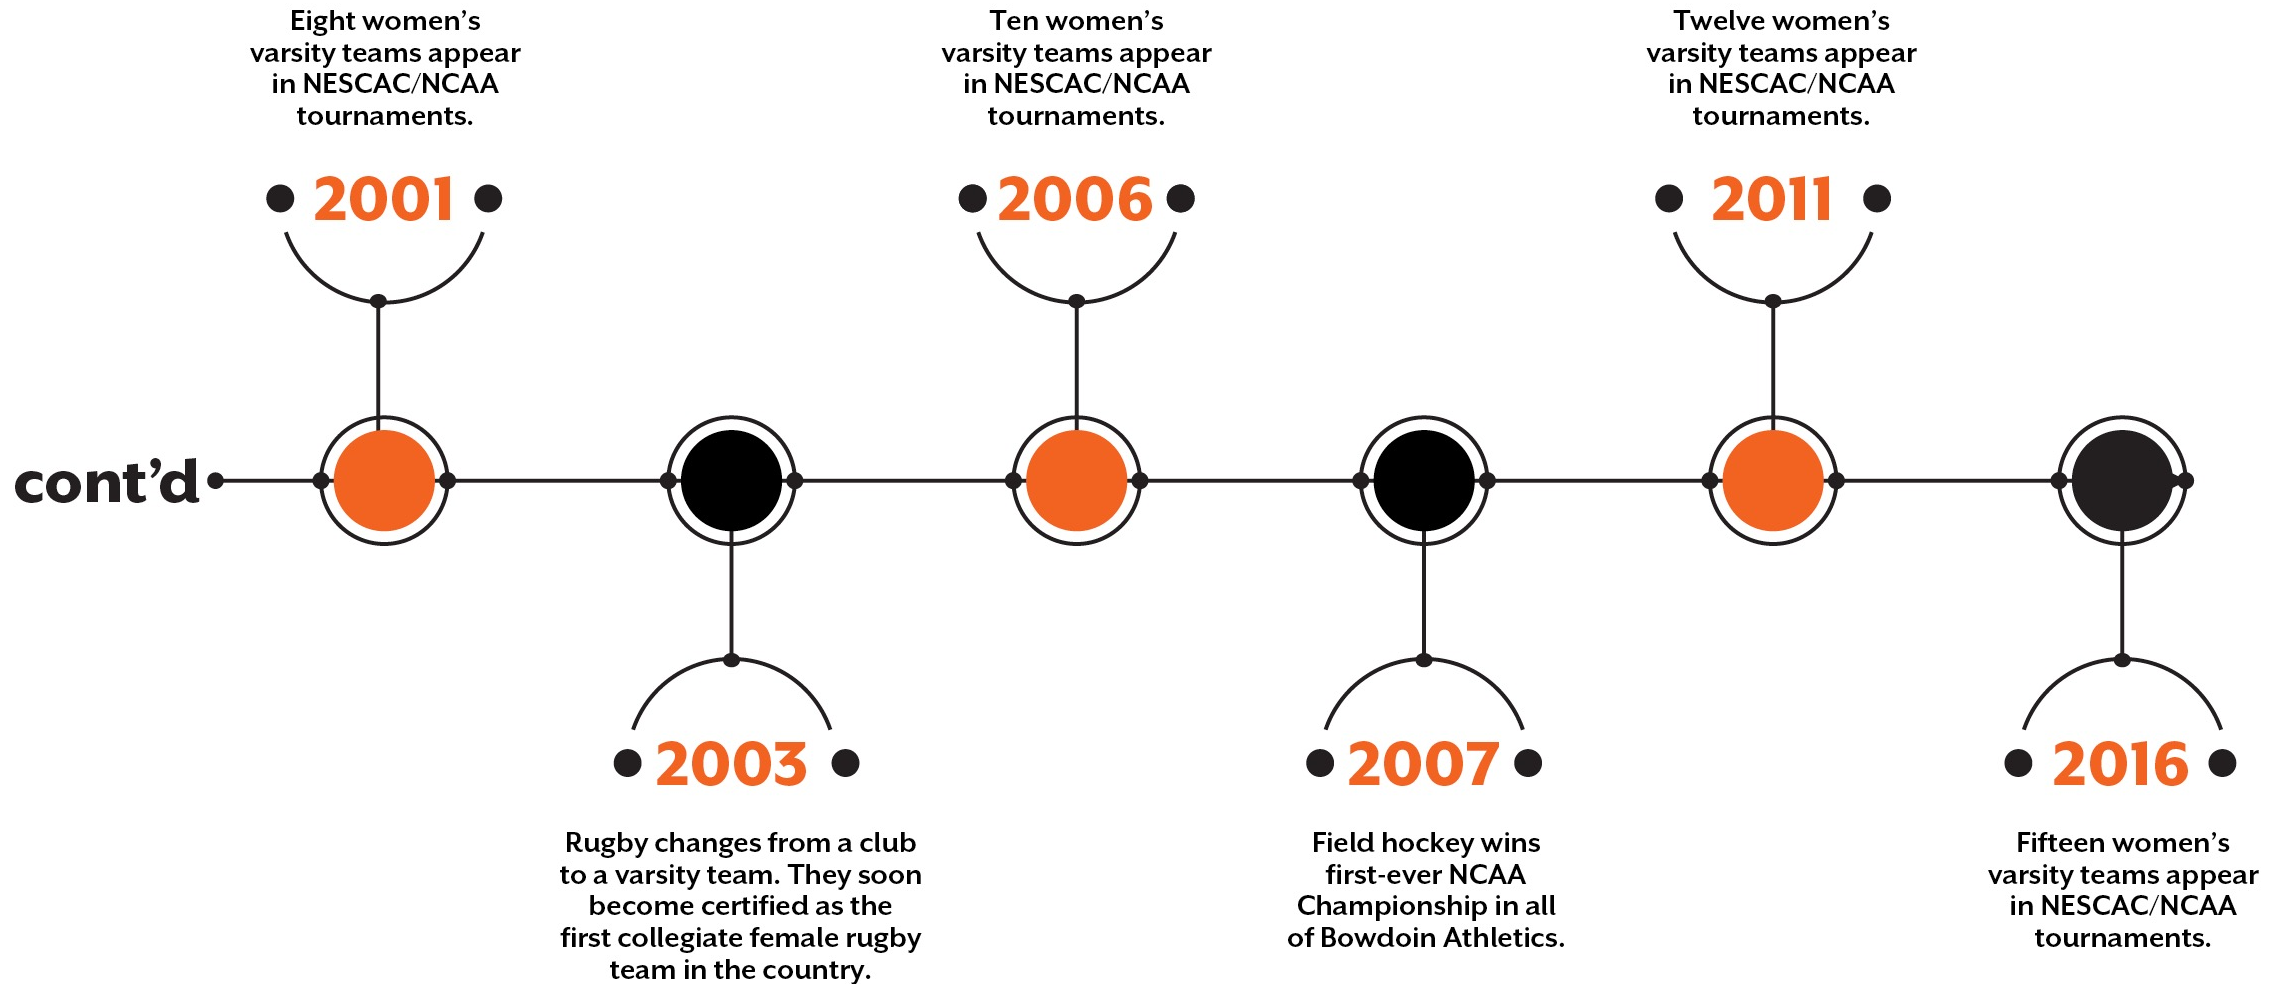 Eight women’s
varsity teams appear
in NESCAC/NCAA
tournaments.
2001
Ten women’s
varsity teams appear
in NESCAC/NCAA
tournaments.
2006
Twelve women’s
varsity teams appear
in NESCAC/NCAA
tournaments.
2011
cont’d
2003
Rugby changes from a club
to a varsity team. They soon
become certified as the
first collegiate female rugby
team in the country.
2007
Field hockey wins
first-ever NCAA
Championship in all
of Bowdoin Athletics.
2016
Fifteen women’s
varsity teams appear
in NESCAC/NCAA
tournaments.